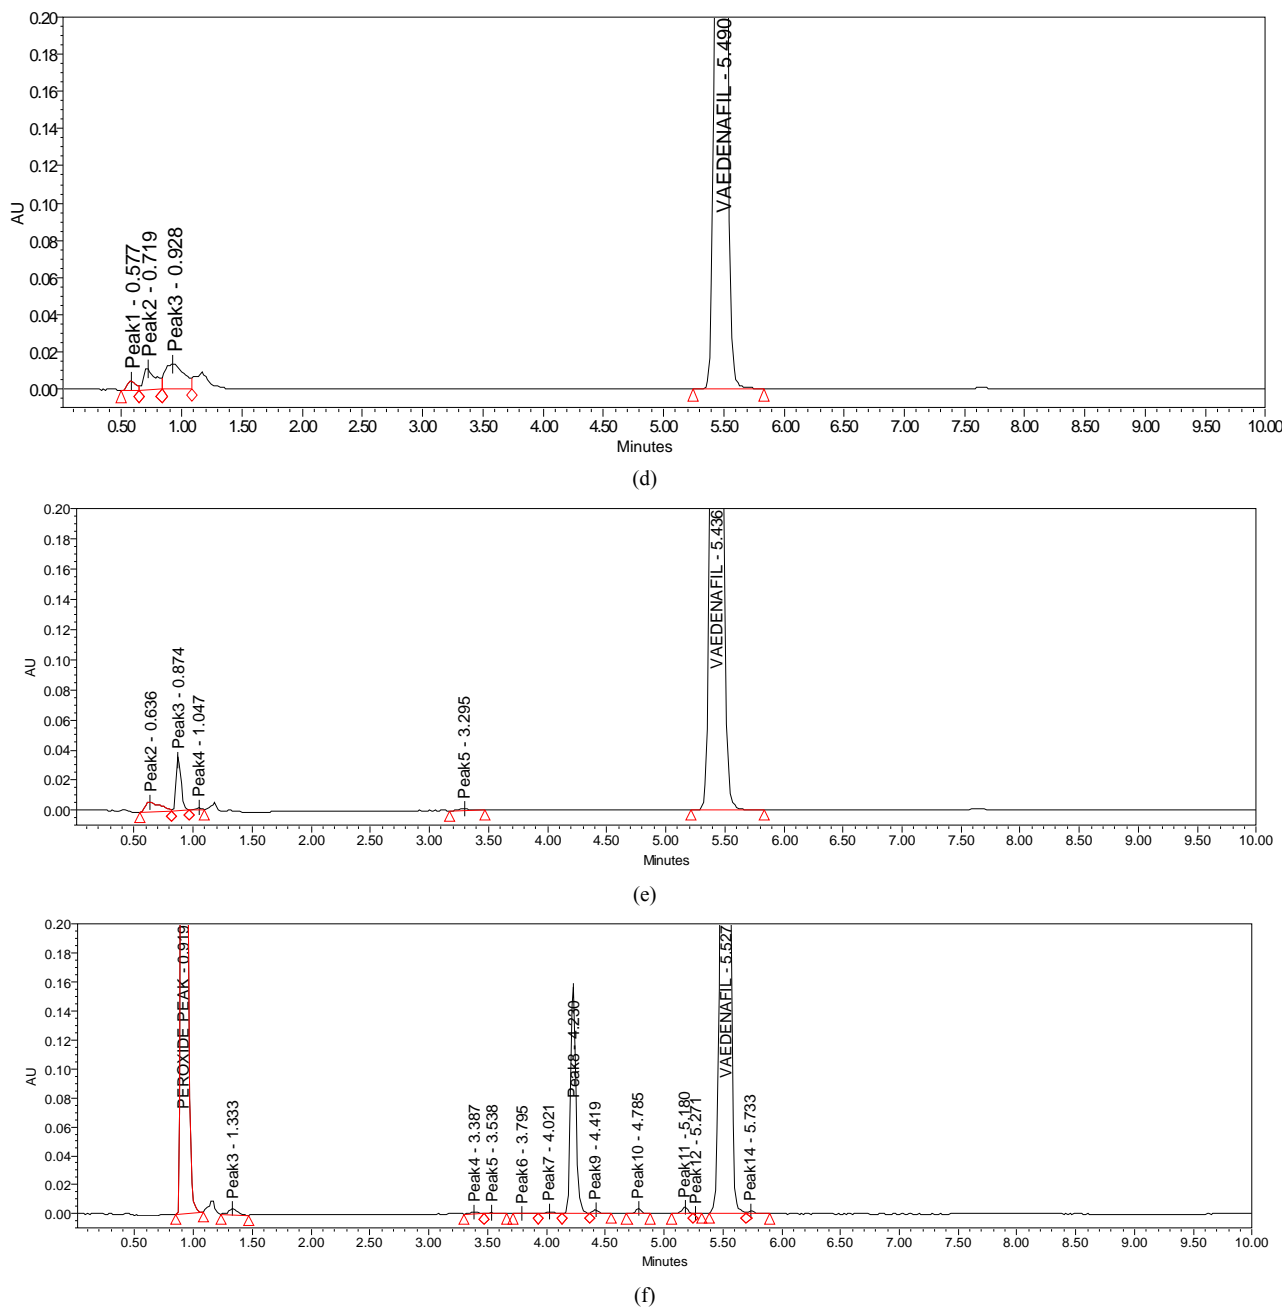 0.20
0.18
0.16
0.14
0.12
0.10
0.08
0.06
0.04
0.02
0.00
AU
Peak1 - 0.577
Peak2 - 0.719
Peak3 - 0.928
VAEDENAFIL - 5.490
0.50 1.00 1.50 2.00 2.50 3.00 3.50 4.00 4.50 5.00 5.50 6.00 6.50 7.00 7.50 8.00 8.50 9.00 9.50 10.00
Minutes
(d)
0.20
0.18
0.16
0.14
0.12
0.10
0.08
0.06
0.04
0.02
0.00
AU
Peak2 - 0.636
Peak3 - 0.874
Peak4 - 1.047
Peak5 - 3.295
VAEDENAFIL - 5.436
0.50 1.00 1.50 2.00 2.50 3.00 3.50 4.00 4.50 5.00 5.50 6.00 6.50 7.00 7.50 8.00 8.50 9.00 9.50 10.00
Minutes
(e)
0.20
0.18
0.16
0.14
0.12
0.10
0.08
0.06
0.04
0.02
0.00
AU
PEROXIDE PEAK - 0.919
Peak3 - 1.333
Peak4 - 3.387
Peak5 - 3.538
Peak6 - 3.795
Peak7 - 4.021
Peak8 - 4.230
Peak9 - 4.419
Peak10 - 4.785
Peak11 - 5.180
Peak12 - 5.271
VAEDENAFIL - 5.527
Peak14 - 5.733
0.50 1.00 1.50 2.00 2.50 3.00 3.50 4.00 4.50 5.00 5.50 6.00 6.50 7.00 7.50 8.00 8.50 9.00 9.50 10.00
Minutes
(f)